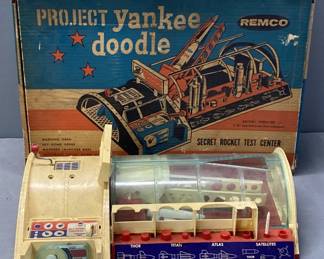 PROJECT yankee
doodle
REMCO
SECRET ROCKET TEST CENTER
THOR TITAN ATLAS SATELLITES